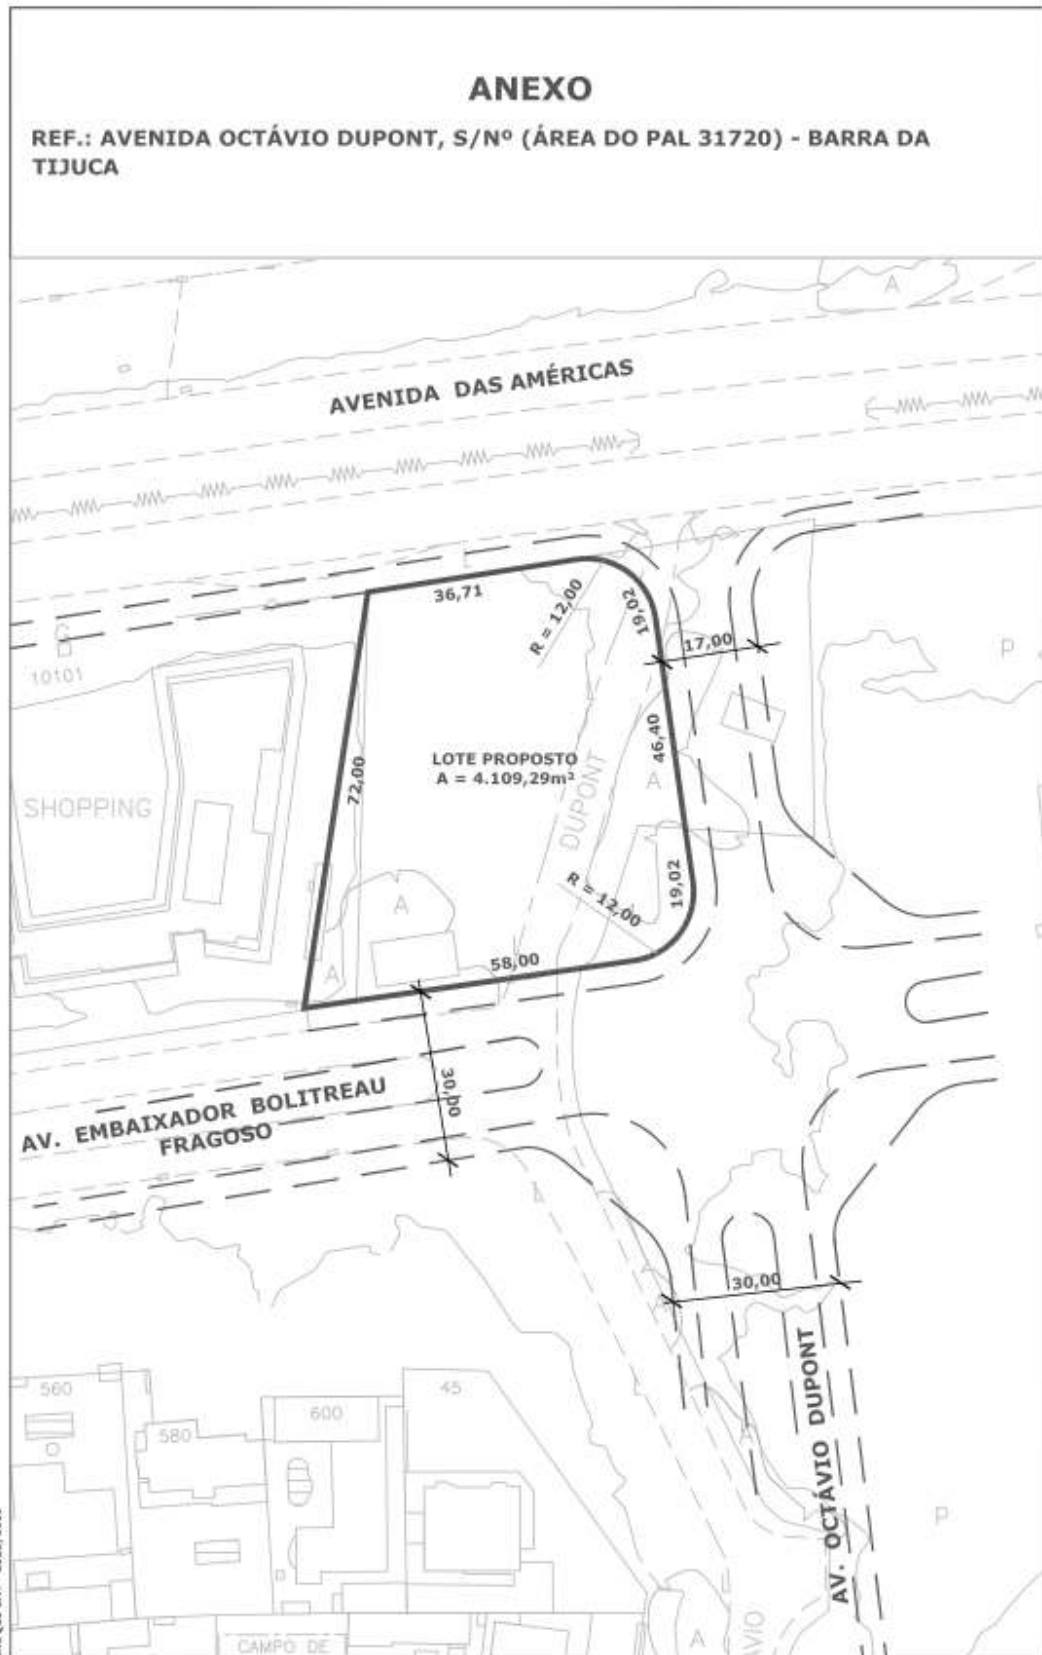 ANEXO
REF.: AVENIDA OCTÁVIO DUPONT, S/Nº (ÁREA DO PAL 31720) - BARRA DA
TIJUCA
A
AVENIDA DAS AMÉRICAS
36,71
R = 12,00
19,02
17,00
P
10101
46,40
LOTE PROPOSTO
A = 4.109,29m²
72,00
DUPONT
A
SHOPPING
19,02
R = 12,00
A
58,00
A
30,00
AV. EMBAIXADOR BOLITREAU
FRAGOSO
30,00
AV. OCTÁVIO DUPONT
560
580
600
45
A
P
CAMPO DE
A
ÁVIO